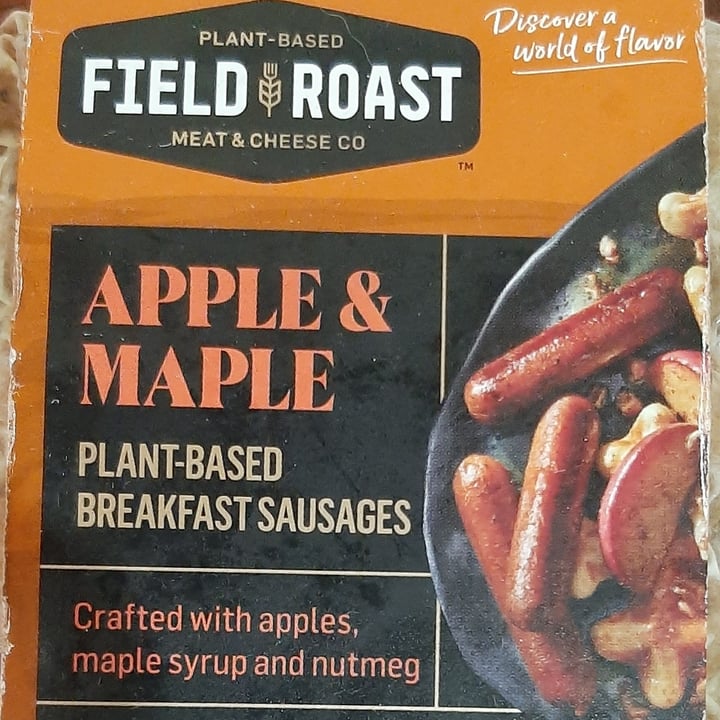 PLANT-BASED
FIELD ROAST
MEAT & CHEESE CO
TM
Discover a
world of flavor
APPLE &
MAPLE
PLANT-BASED
BREAKFAST SAUSAGES
Crafted with apples,
maple syrup and nutmeg